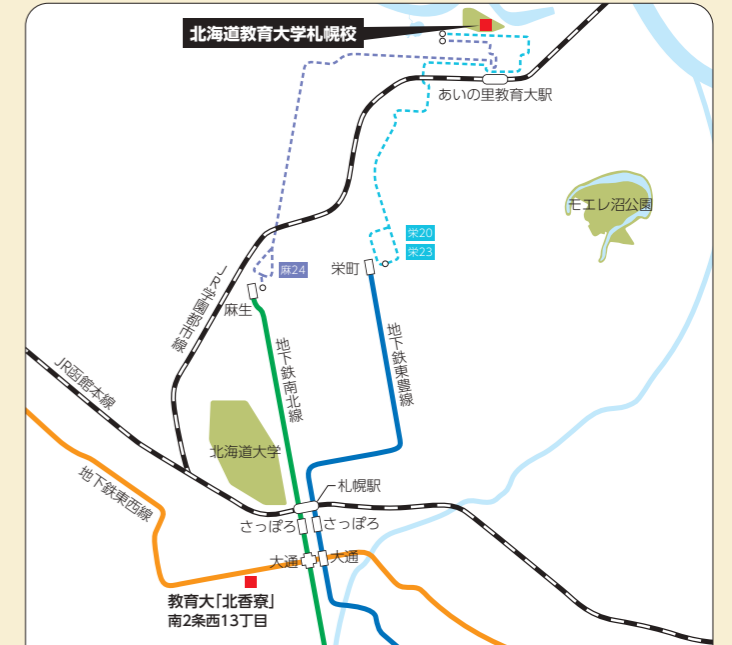 北海道教育大学札幌校
あいの里教育大駅
モエレ沼公園
栄20
栄23
麻24
栄町
麻生
JR学園都市線
地下鉄南北線
地下鉄東豊線
JR函館本線
北海道大学
地下鉄東西線
札幌駅
さっぽろ
さっぽろ
大通
大通
教育大「北香寮」
南2条西13丁目